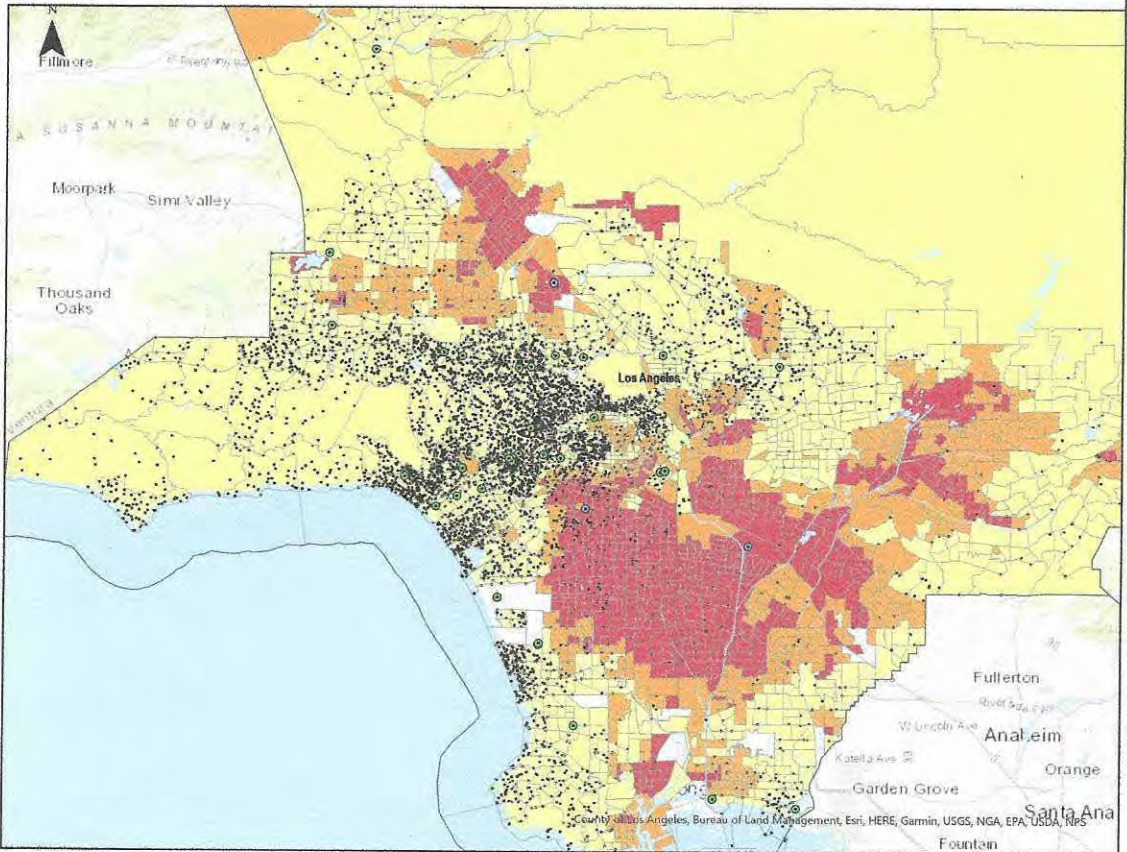 N
Fillmore
A SUSANNA MOUNTAI
Moorpark
Simi Valley
Thousand
Oaks
Ventura
Los Angeles
Fullerton
W Lincoln Ave
Anaheim
Katella Ave
Orange
Garden Grove
Santa Ana
County of Los Angeles, Bureau of Land Management, Esri, HERE, Garmin, USGS, NGA, EPA, USDA, NPS
Fountain